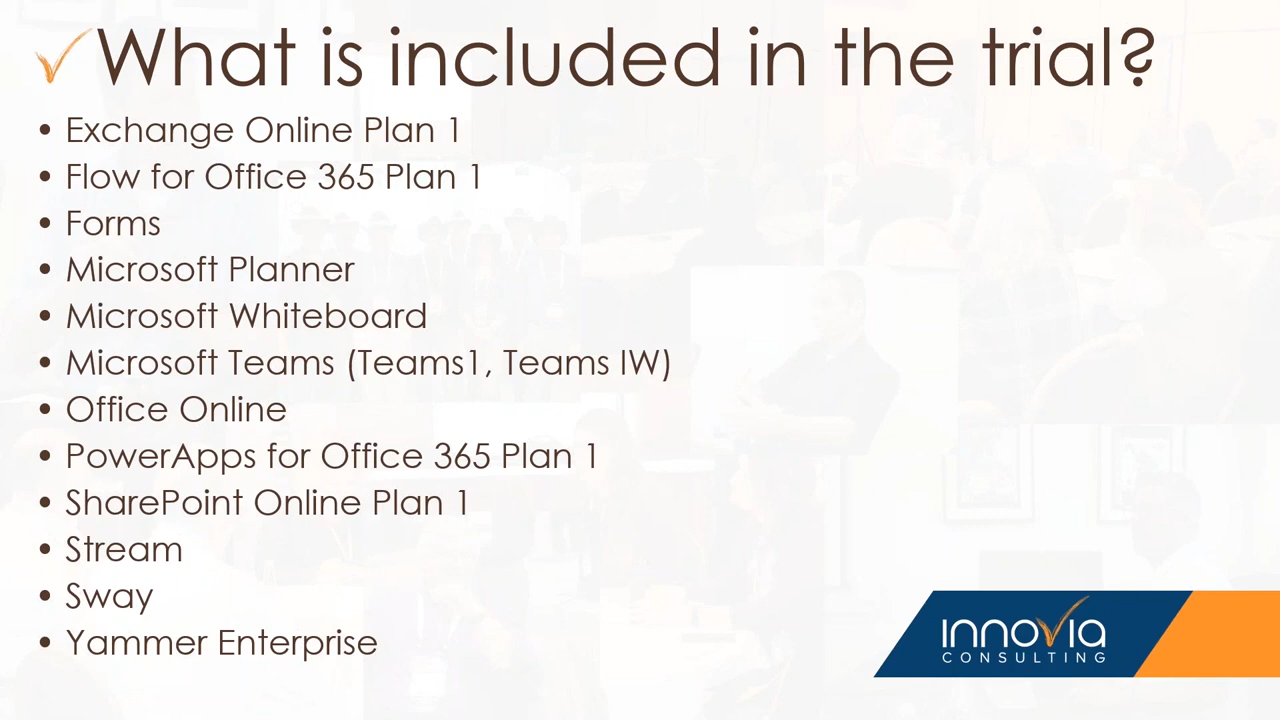 What is included in the trial?
• Exchange Online Plan 1
• Flow for Office 365 Plan 1
• Forms
• Microsoft Planner
• Microsoft Whiteboard
• Microsoft Teams (Teams1, Teams IW)
• Office Online
• PowerApps for Office 365 Plan 1
• SharePoint Online Plan 1
• Stream
• Sway
• Yammer Enterprise
innovia
CONSULTING